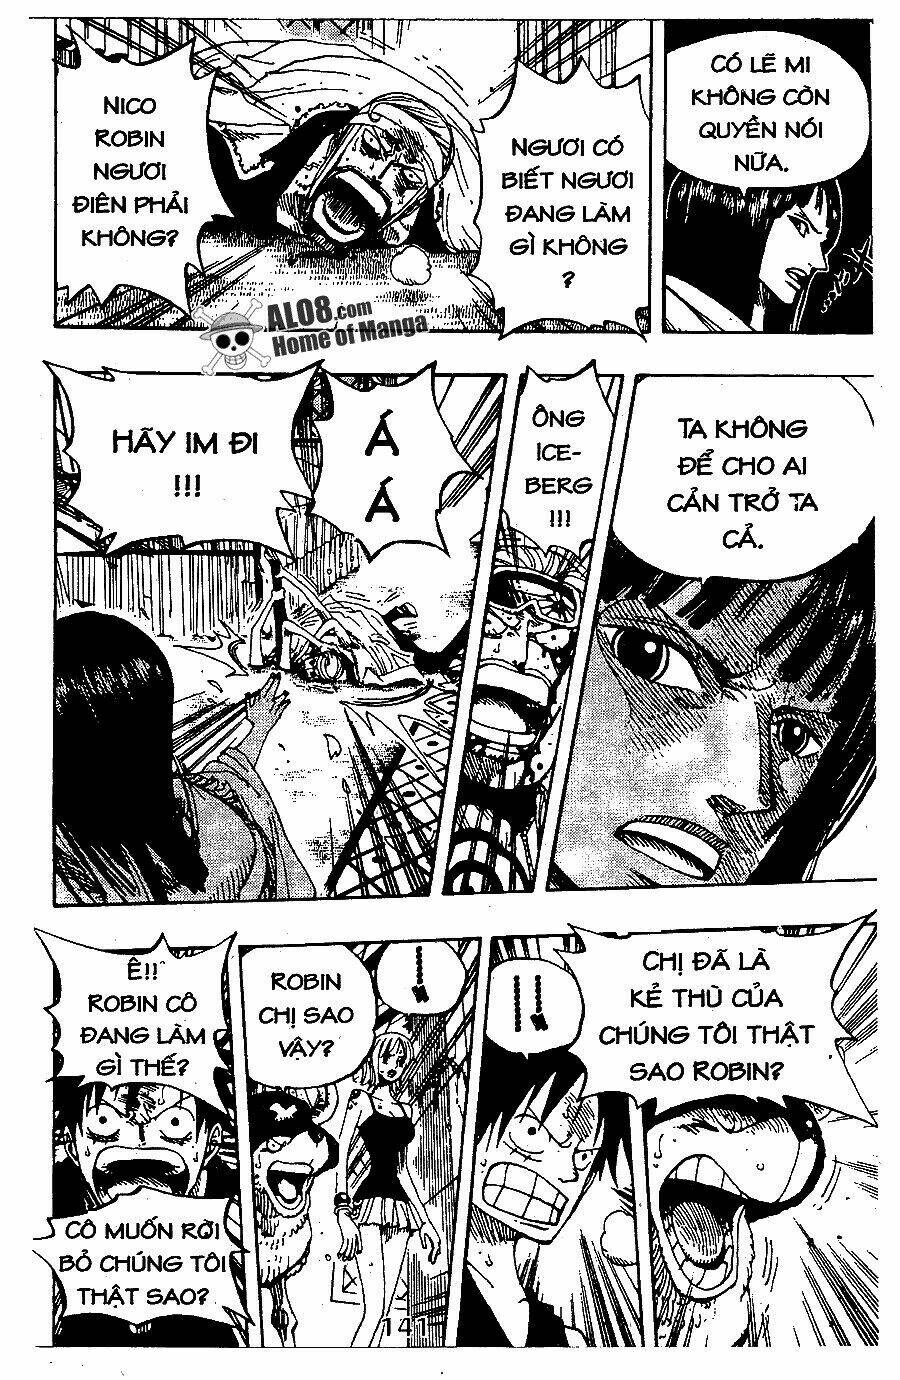 NICO
ROBIN
NGƯƠI
ĐIÊN PHẢI
KHÔNG?
NGƯƠI CÓ
BIẾT NGƯƠI
ĐANG LÀM
GÌ KHÔNG
?
CÓ LẼ MI
KHÔNG CÒN
QUYỀN NÓI
NỮA.
AL08.com
Home of Manga
HÃY IM ĐI
!!!
Á
Á
ÔNG
ICE-
BERG
!!!
TA KHÔNG
ĐỂ CHO AI
CẢN TRỞ TA
CẢ.
Ê!!
ROBIN CÔ
ĐANG LÀM
GÌ THẾ?
CÔ MUỐN RỜI
BỎ CHÚNG TÔI
THẬT SAO?
ROBIN
CHỊ SAO
VẬY?
CHỊ ĐÃ LÀ
KẺ THÙ CỦA
CHÚNG TÔI THẬT
SAO ROBIN?
141